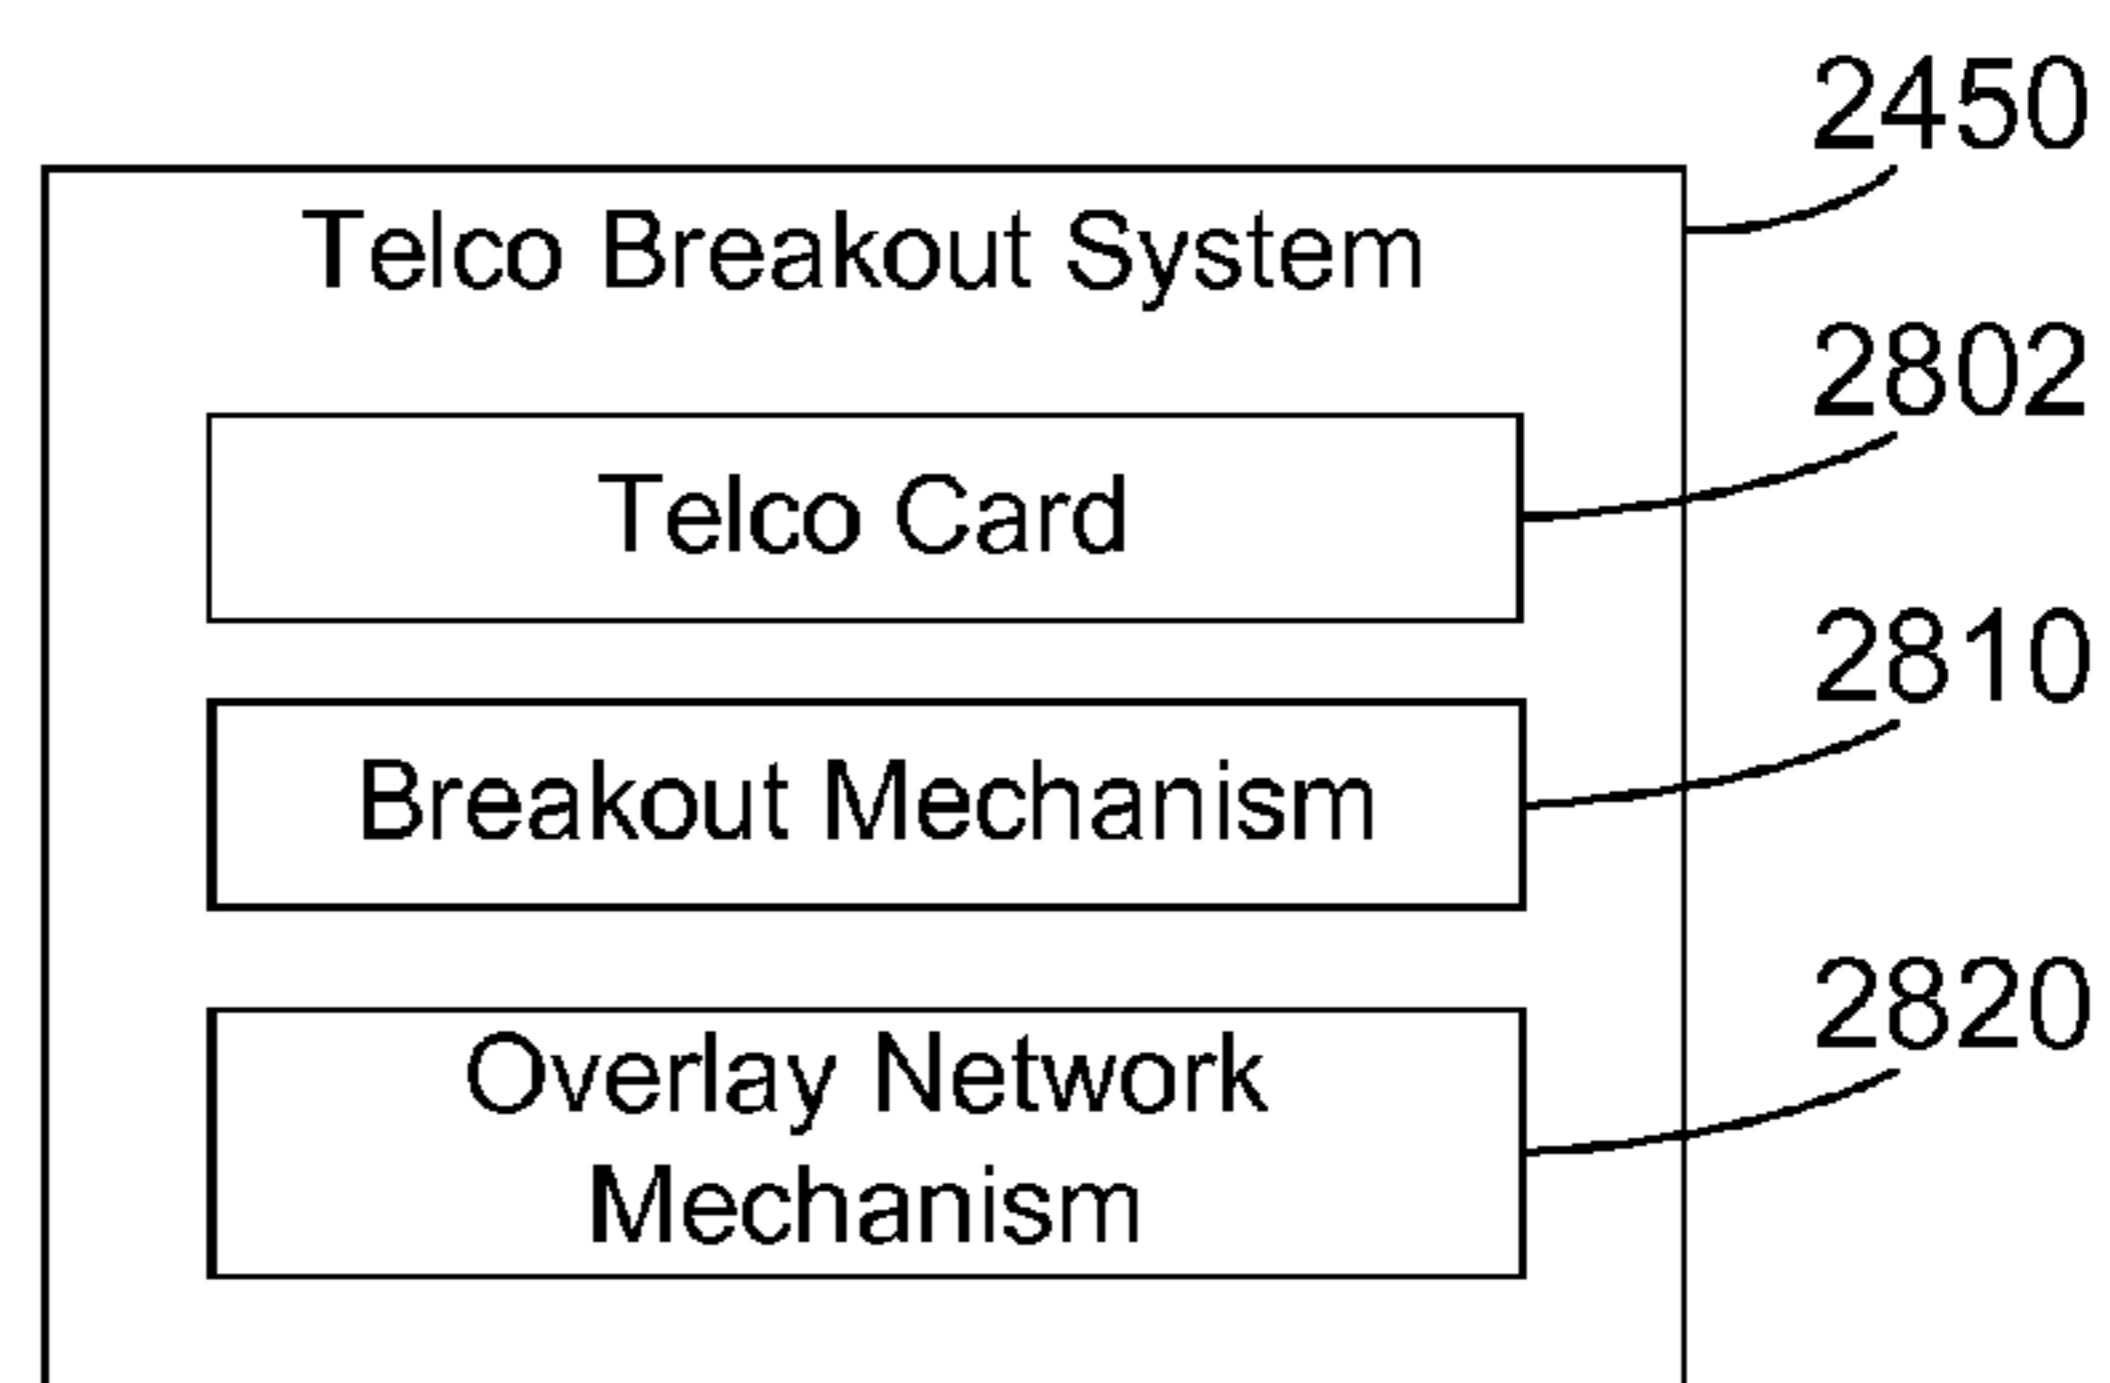 2450
Telco Breakout System
2802
Telco Card
2810
Breakout Mechanism
2820
Overlay Network
Mechanism